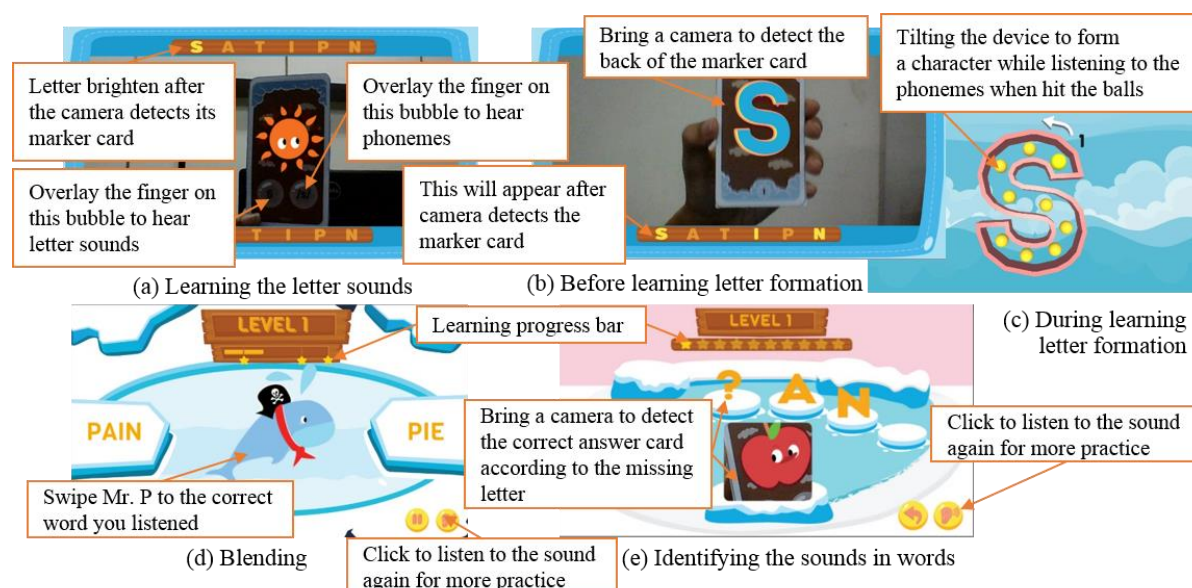 S A T I P N
Letter brighten after
the camera detects its
marker card
Overlay the finger on
this bubble to hear
phonemes
Overlay the finger on
this bubble to hear
letter sounds
T I P N
(a) Learning the letter sounds
Bring a camera to detect the
back of the marker card
S
This will appear after
camera detects the
marker card
S A T I P N
(b) Before learning letter formation
Tilting the device to form
a character while listening to the
phonemes when hit the balls
1
S
(c) During learning
letter formation
LEVEL 1
Learning progress bar
PAIN
PIE
Swipe Mr. P to the correct
word you listened
(d) Blending
Click to listen to the sound
again for more practice
LEVEL 1
? A N
Bring a camera to detect
the correct answer card
according to the missing
letter
Click to listen to the sound
again for more practice
(e) Identifying the sounds in words